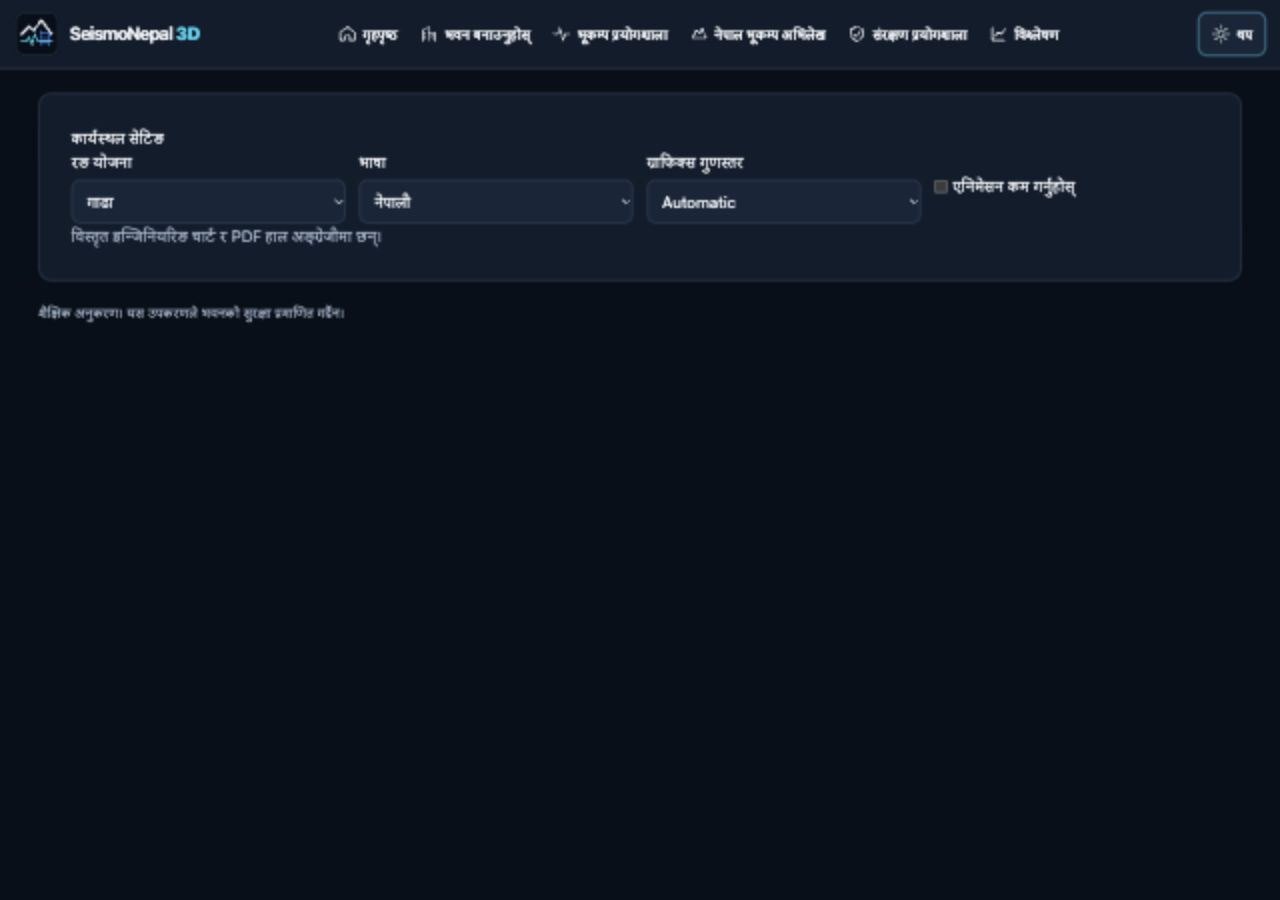 SeismoNepal 3D
गृहपृष्ठ
भवन बनाउनुहोस्
भूकम्प प्रयोगशाला
नेपाल भूकम्प अभिलेख
संरक्षण प्रयोगशाला
विश्लेषण
थप
कार्यस्थल सेटिङ
रङ योजना
भाषा
ग्राफिक्स गुणस्तर
गाढा
नेपाली
Automatic
एनिमेसन कम गर्नुहोस्
विस्तृत इन्जिनियरिङ चार्ट र PDF हाल अङ्ग्रेजीमा छन्।
शैक्षिक अनुकरण। यस उपकरणले भवनको सुरक्षा प्रमाणित गर्दैन।